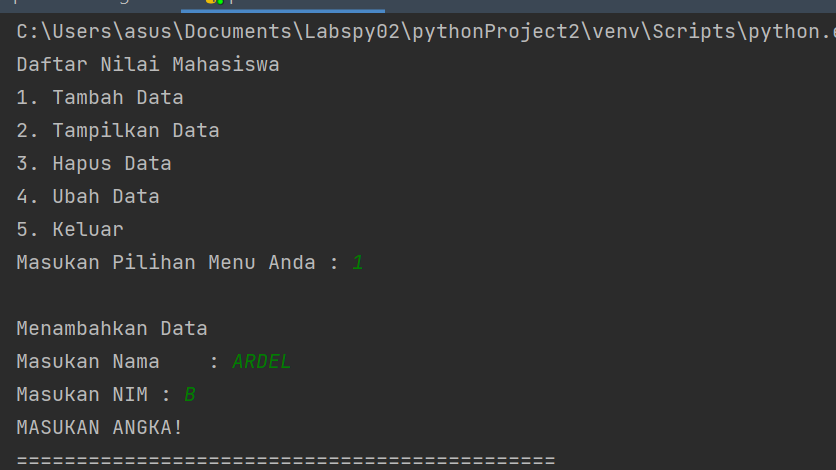 C:\Users\asus\Documents\Labspy02\pythonProject2\venv\Scripts\python.e
Daftar Nilai Mahasiswa
1. Tambah Data
2. Tampilkan Data
3. Hapus Data
4. Ubah Data
5. Keluar
Masukan Pilihan Menu Anda : 1
Menambahkan Data
Masukan Nama    : ARDEL
Masukan NIM : B
MASUKAN ANGKA!
=============================================